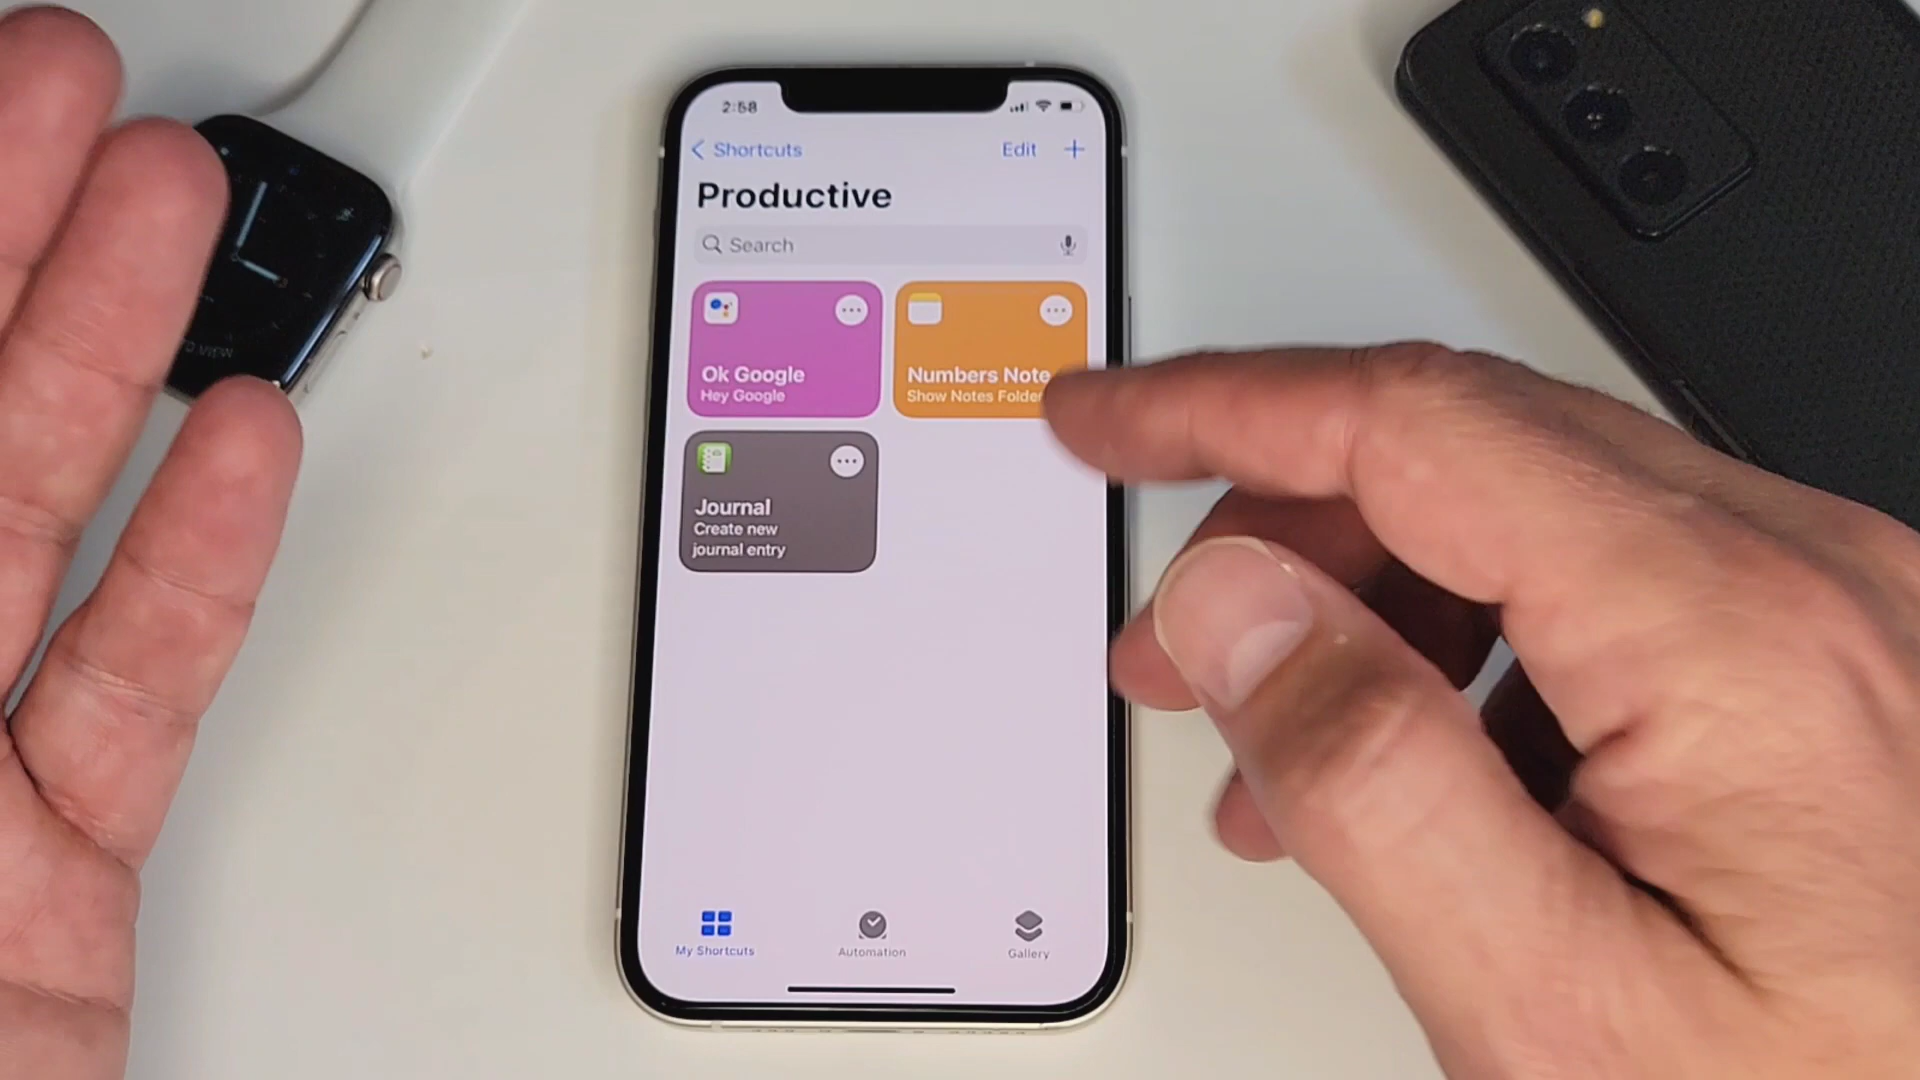 2:58
Shortcuts
Edit
Productive
Search
Ok Google
Hey Google
Numbers Note
Show Notes Folder
Journal
Create new
journal entry
My Shortcuts
Automation
Gallery